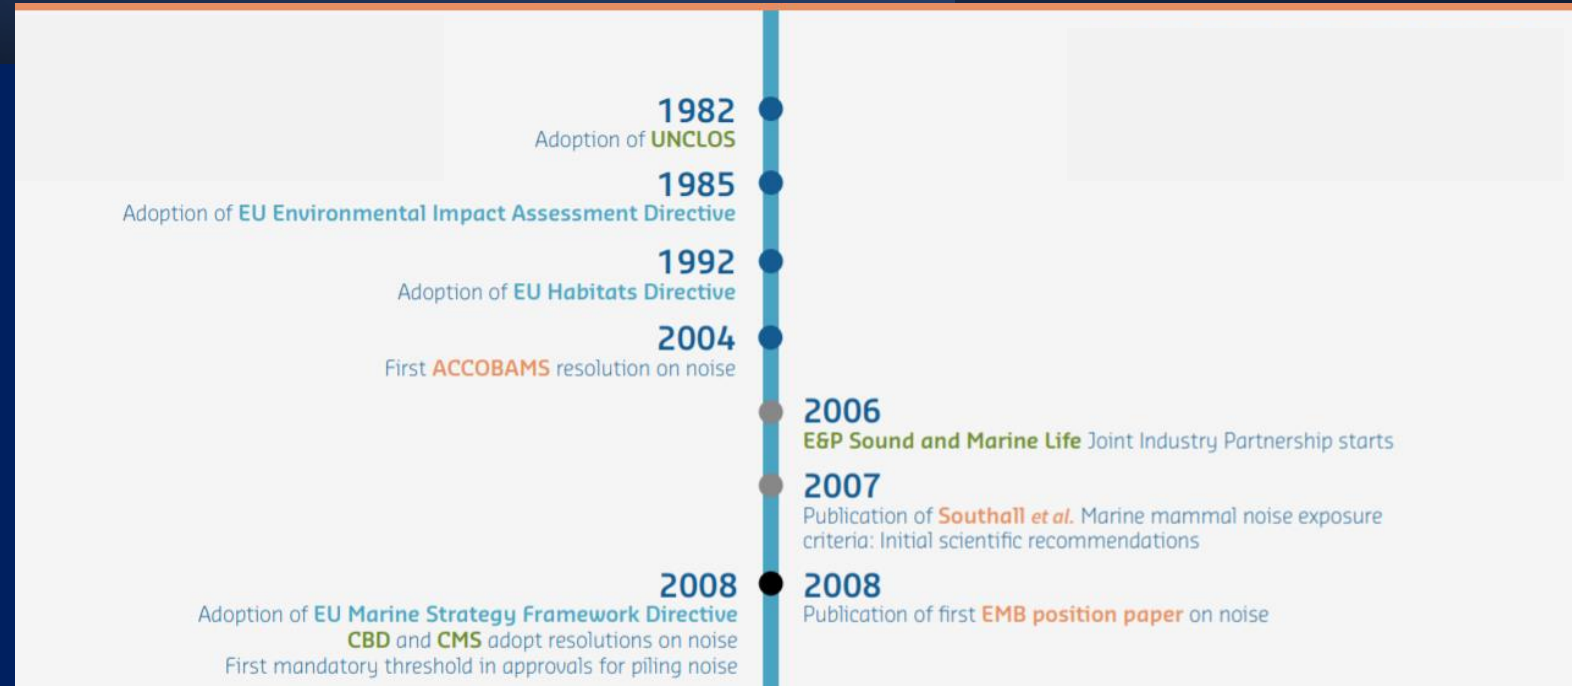 1982
Adoption of UNCLOS
1985
Adoption of EU Environmental Impact Assessment Directive
1992
Adoption of EU Habitats Directive
2004
First ACCOBAMS resolution on noise
2006
E&P Sound and Marine Life Joint Industry Partnership starts
2007
Publication of Southall et al. Marine mammal noise exposure
criteria: Initial scientific recommendations
2008
Adoption of EU Marine Strategy Framework Directive
CBD and CMS adopt resolutions on noise
First mandatory threshold in approvals for piling noise
2008
Publication of first EMB position paper on noise